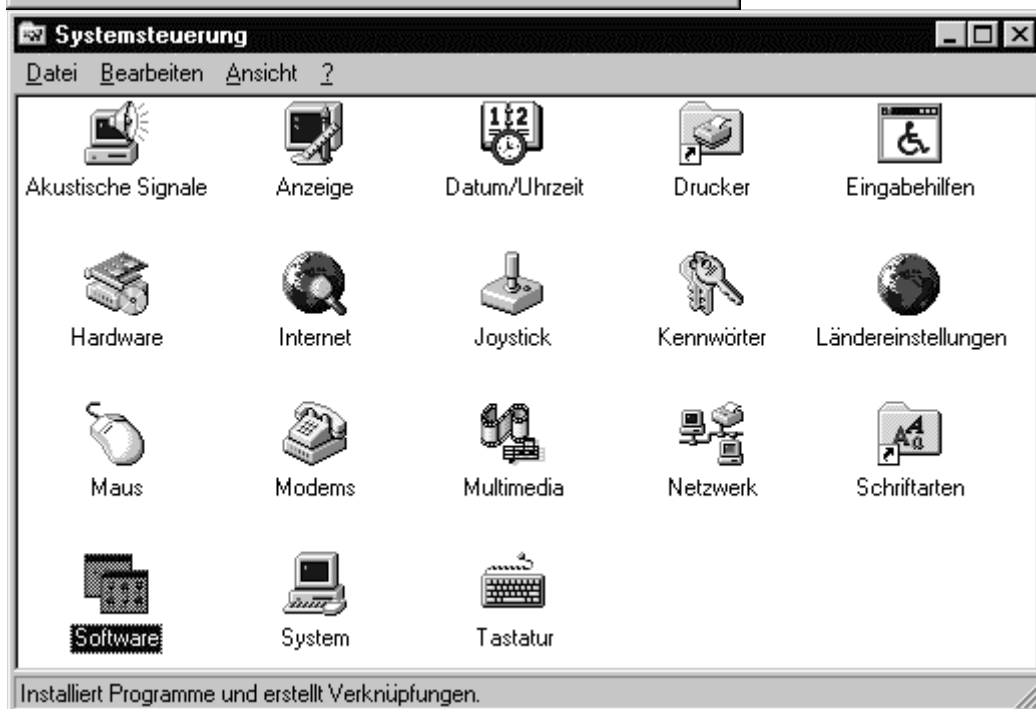 Systemsteuerung
Datei Bearbeiten Ansicht ?
Akustische Signale Anzeige Datum/Uhrzeit Drucker Eingabehilfen
Hardware Internet Joystick Kennwörter Ländereinstellungen
Maus Modems Multimedia Netzwerk Schriftarten
Software System Tastatur
Installiert Programme und erstellt Verknüpfungen.